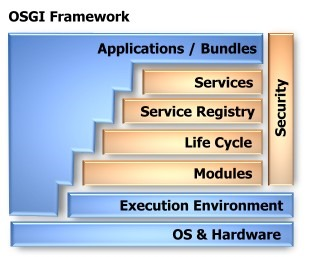 OSGI Framework
Applications / Bundles
Services
Service Registry
Life Cycle
Modules
Security
Execution Environment
OS & Hardware